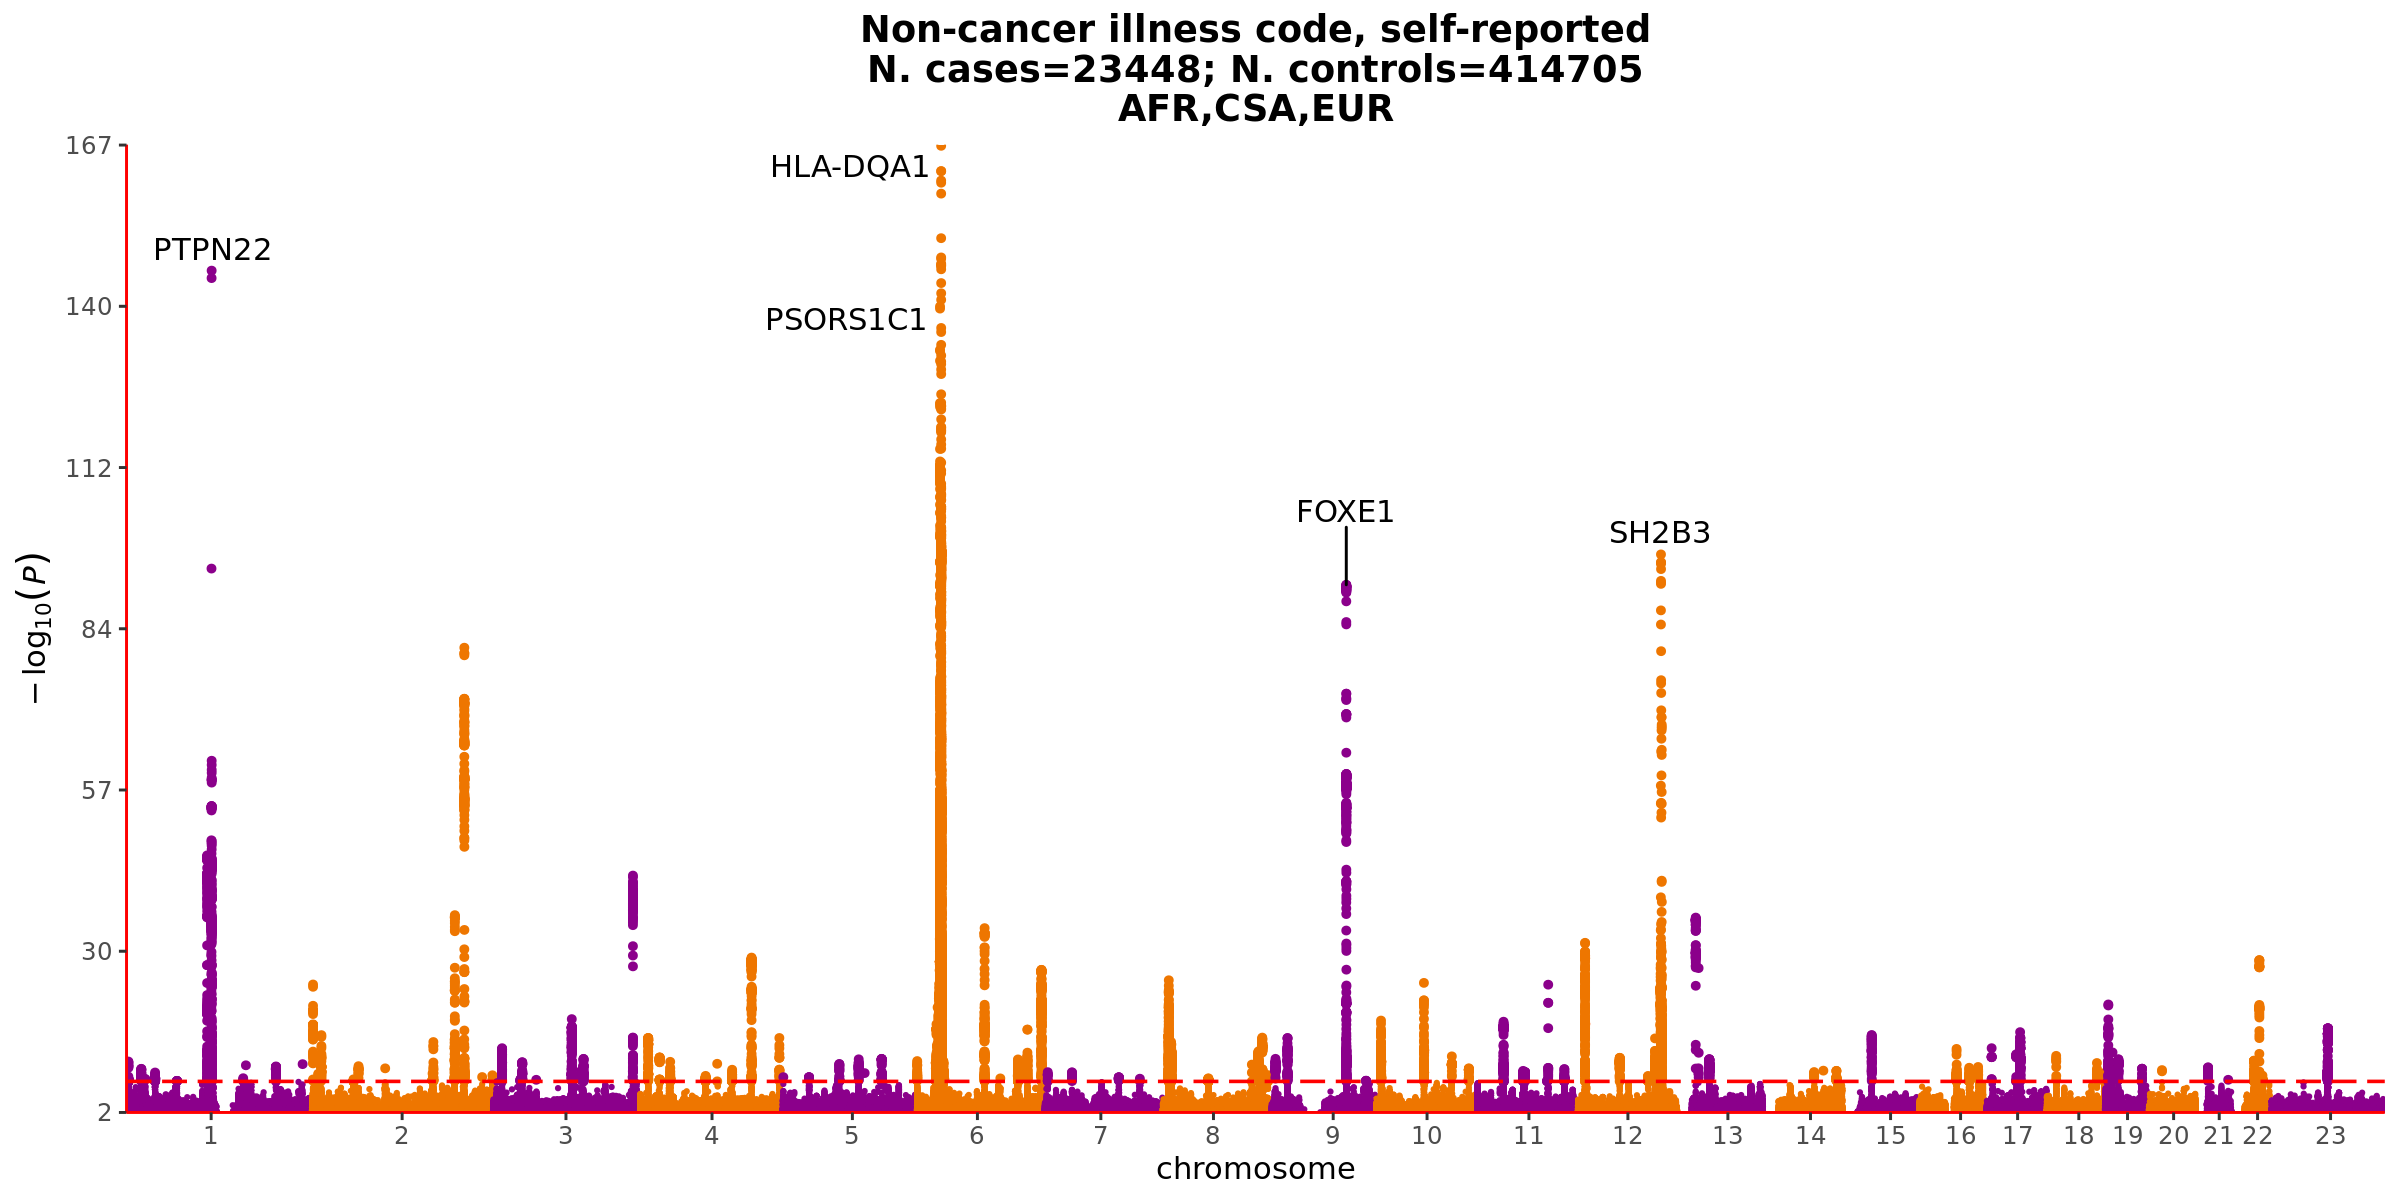 Non-cancer illness code, self-reported
N. cases=23448; N. controls=414705
AFR,CSA,EUR
167
HLA-DQA1
PTPN22
140
PSORS1C1
112
FOXE1
SH2B3
−log10(P)
84
57
30
2
1 2 3 4 5 6 7 8 9 10 11 12 13 14 15 16 17 18 19 20 21 22 23
chromosome